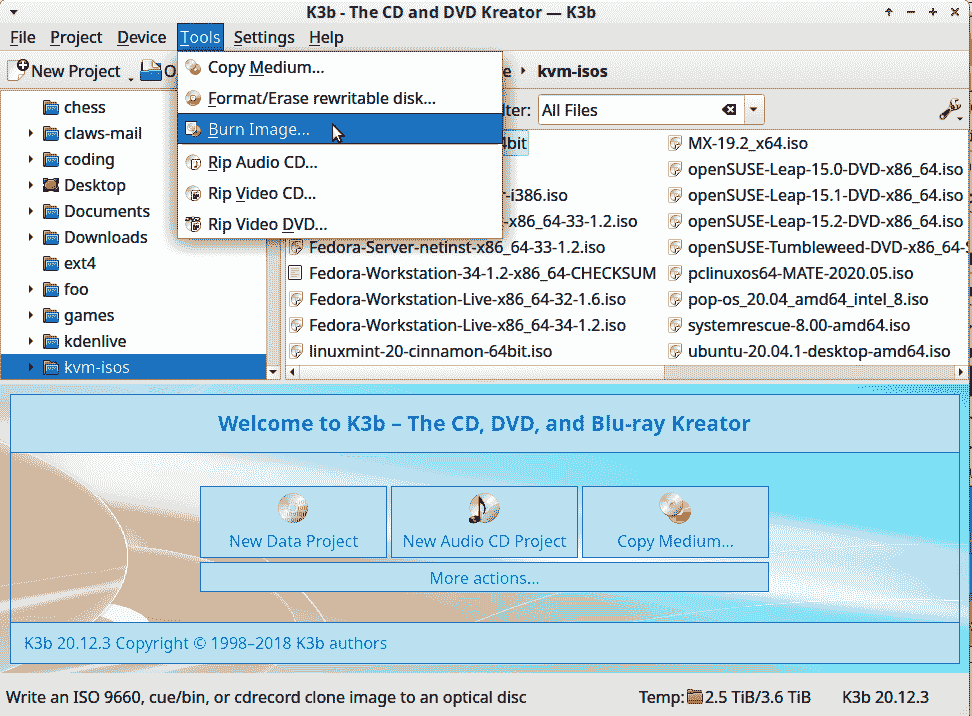 K3b - The CD and DVD Kreator — K3b
File Project Device Tools Settings Help
New Project
kvm-isos
Copy Medium...
Format/Erase rewritable disk...
Burn Image...
Rip Audio CD...
Rip Video CD...
Rip Video DVD...
All Files
chess
claws-mail
coding
Desktop
Documents
Downloads
ext4
foo
games
kdenlive
kvm-isos
4bit
-i386.iso
-x86_64-33-1.2.iso
Fedora-Server-netinst-x86_64-33-1.2.iso
Fedora-Workstation-34-1.2-x86_64-CHECKSUM
Fedora-Workstation-Live-x86_64-32-1.6.iso
Fedora-Workstation-Live-x86_64-34-1.2.iso
linuxmint-20-cinnamon-64bit.iso
MX-19.2_x64.iso
openSUSE-Leap-15.0-DVD-x86_64.iso
openSUSE-Leap-15.1-DVD-x86_64.iso
openSUSE-Leap-15.2-DVD-x86_64.iso
openSUSE-Tumbleweed-DVD-x86_64-S
pclinuxos64-MATE-2020.05.iso
pop-os_20.04_amd64_intel_8.iso
systemrescue-8.00-amd64.iso
ubuntu-20.04.1-desktop-amd64.iso
Welcome to K3b – The CD, DVD, and Blu-ray Kreator
New Data Project
New Audio CD Project
Copy Medium...
More actions...
K3b 20.12.3 Copyright © 1998–2018 K3b authors
Write an ISO 9660, cue/bin, or cdrecord clone image to an optical disc
Temp: 2.5 TiB/3.6 TiB
K3b 20.12.3